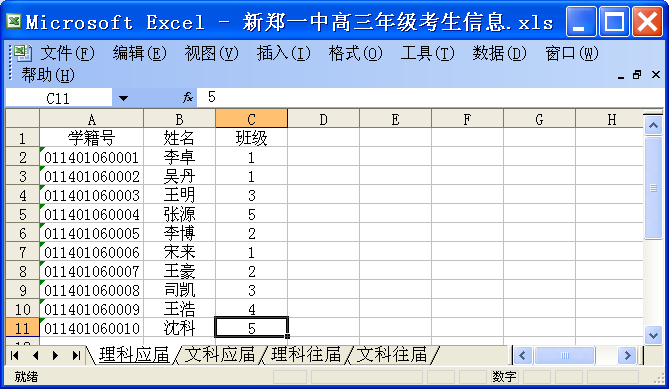 Microsoft Excel - 新郑一中高三年级考生信息.xls
文件(F) 编辑(E) 视图(V) 插入(I) 格式(O) 工具(T) 数据(D) 窗口(W)
帮助(H)
C11 fx 5
A B C D E F G H
1 学籍号 姓名 班级
2 011401060001 李卓 1
3 011401060002 吴丹 1
4 011401060003 王明 3
5 011401060004 张源 5
6 011401060005 李博 2
7 011401060006 宋来 1
8 011401060007 王豪 2
9 011401060008 司凯 3
10 011401060009 王浩 4
11 011401060010 沈科 5
理科应届 文科应届 理科往届 文科往届
就绪 数字